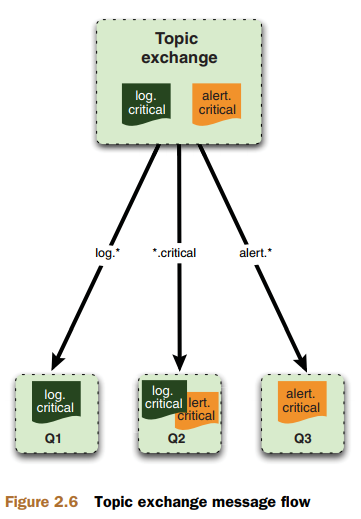 Topic
exchange
log.
critical
alert.
critical
log.*
*.critical
alert.*
log.
critical
Q1
log.
critical
lert.
critical
Q2
alert.
critical
Q3
Figure 2.6 Topic exchange message flow